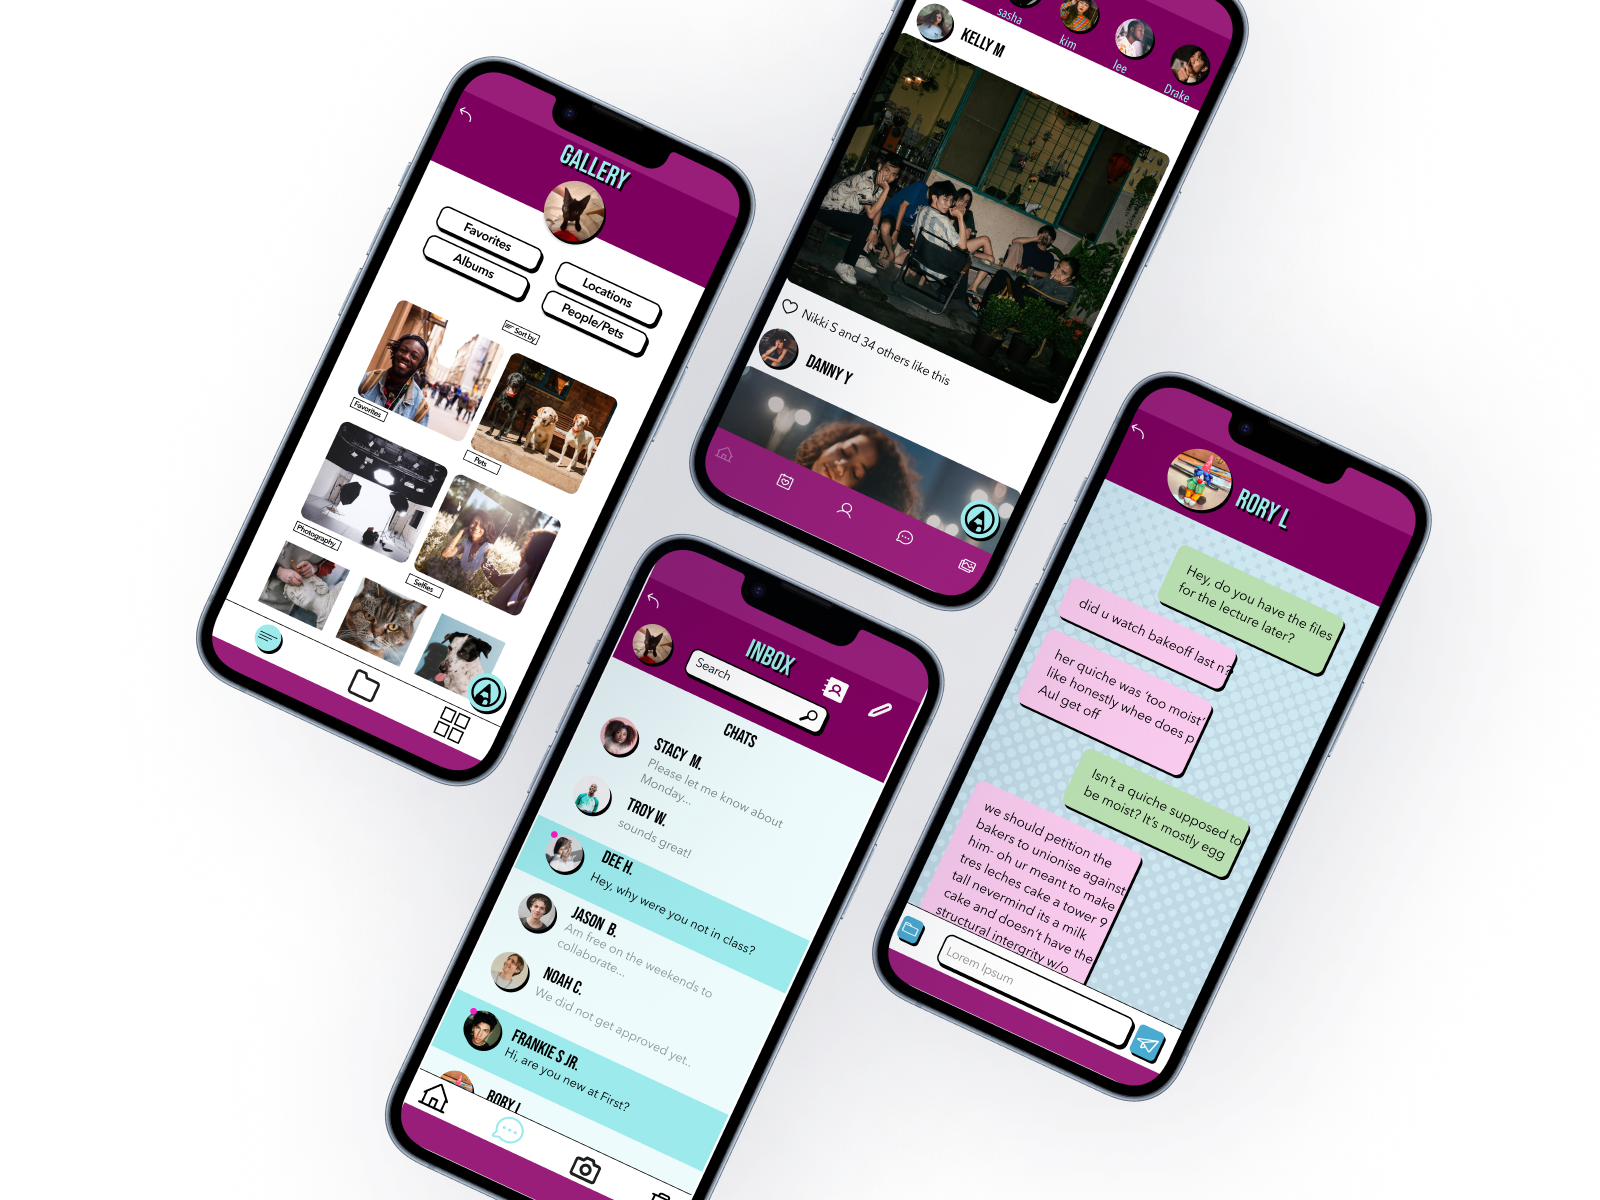 GALLERY
Favorites
Albums
Locations
People/Pets
Sort by
Favorites
Pets
Photography
Selfies
sasha
kim
lee
Drake
KELLY M
Nikki S and 34 others like this
DANNY Y
INBOX
Search
CHATS
STACY M.
Please let me know about
Monday...
TROY W.
sounds great!
DEE H.
Hey, why were you not in class?
JASON B.
Am free on the weekends to
collaborate...
NOAH C.
We did not get approved yet..
FRANKIE S JR.
Hi, are you new at First?
RORY L
RORY L
Hey, do you have the files
for the lecture later?
did u watch bakeoff last n?
her quiche was ‘too moist’
like honestly whee does p
Aul get off
Isn’t a quiche supposed to
be moist? It’s mostly egg
we should petition the
bakers to unionise against
him- oh ur meant to make
tres leches cake a tower 9
tall nevermind its a milk
cake and doesn’t have the
structural intergrity w/o
Lorem Ipsum